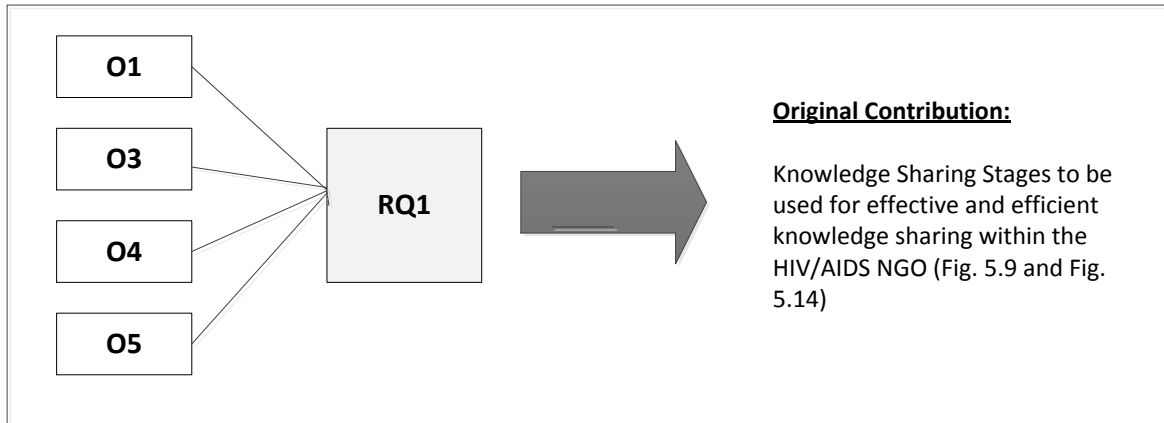 O1
O3
O4
O5
RQ1
Original Contribution:
Knowledge Sharing Stages to be
used for effective and efficient
knowledge sharing within the
HIV/AIDS NGO (Fig. 5.9 and Fig.
5.14)